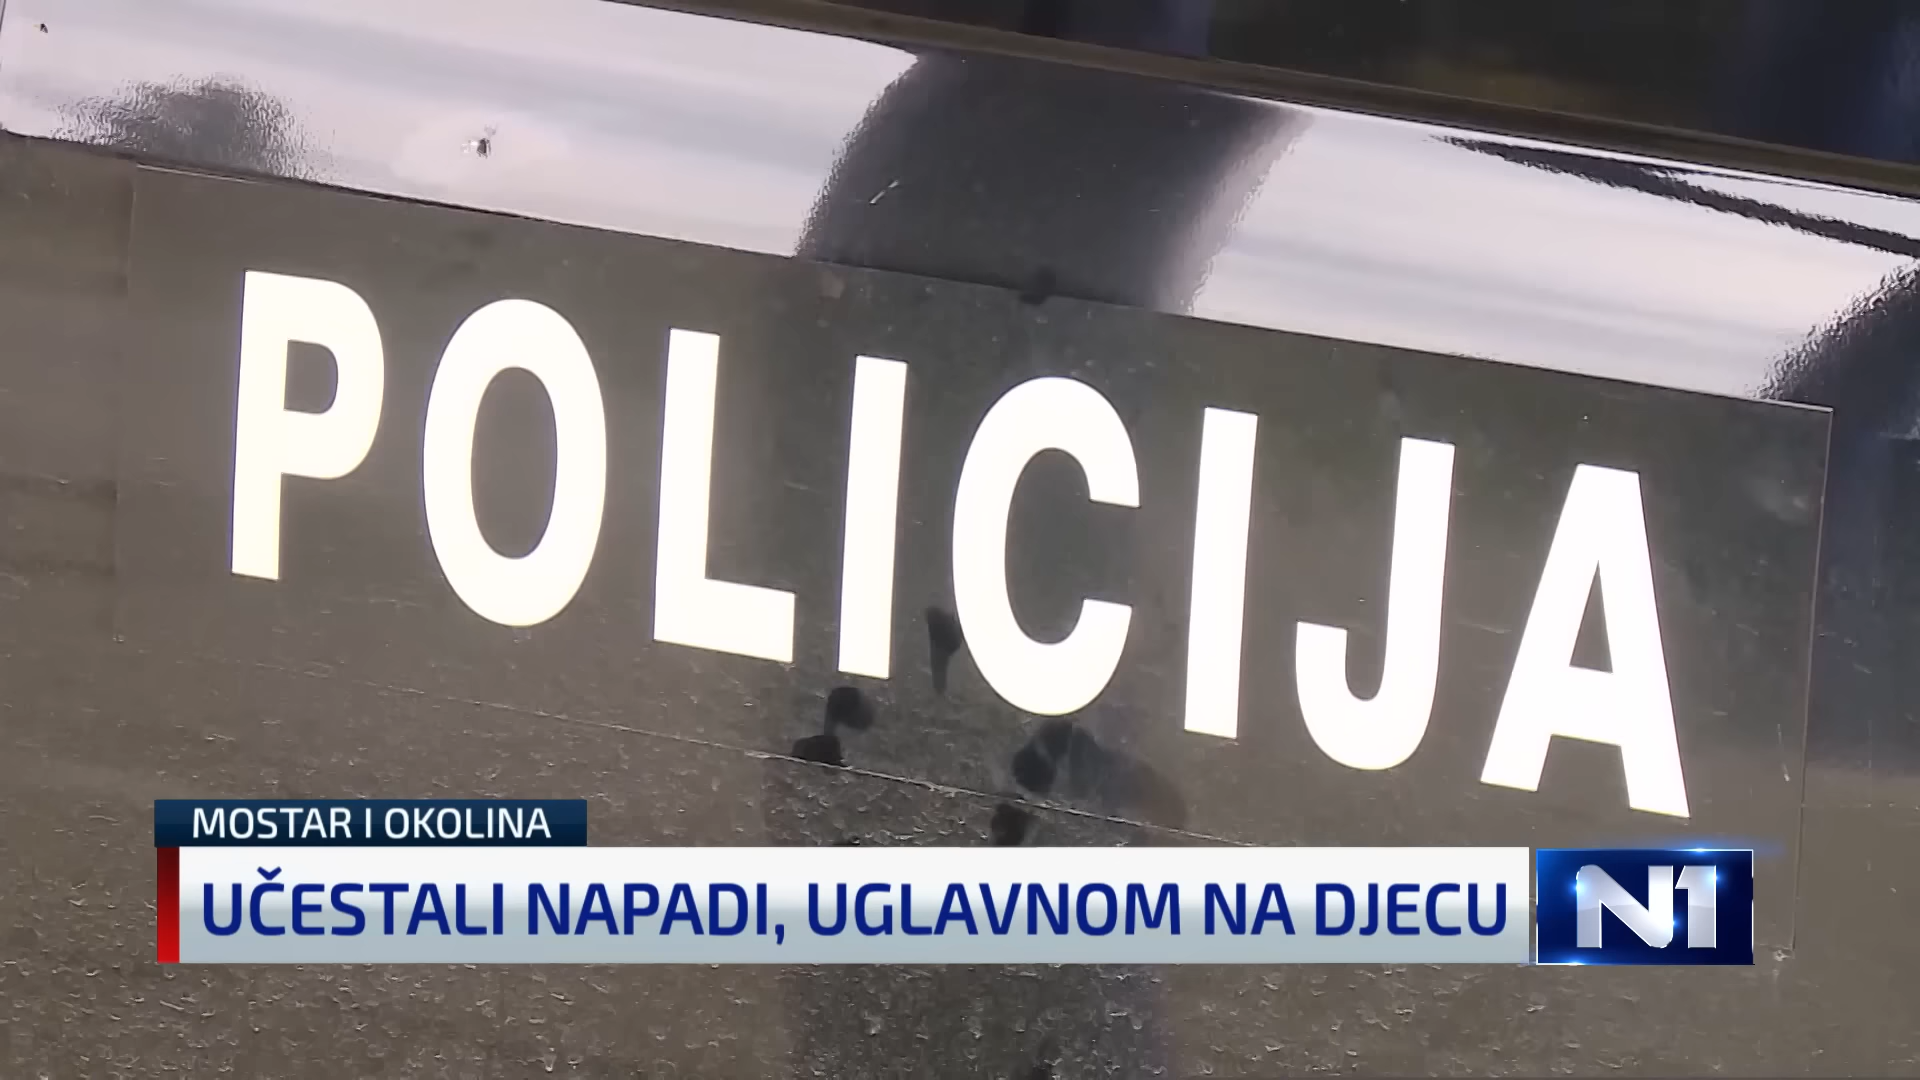 POLICIJA
MOSTAR I OKOLINA
UČESTALI NAPADI, UGLAVNOM NA DJECU
N1